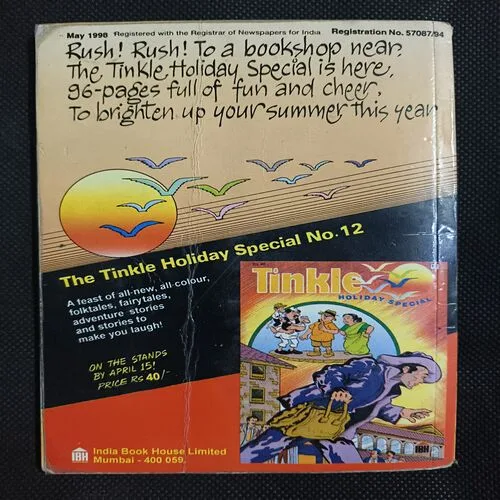 May 1998 Registered with the Registrar of Newspapers for India Registration No. 57087/94
Rush! Rush! To a bookshop near,
The Tinkle Holiday Special is here,
96-pages full of fun and cheer,
To brighten up your summer this year
The Tinkle Holiday Special No. 12
A feast of all-new, all-colour,
folktales, fairytales,
adventure stories
and stories to
make you laugh!
ON THE STANDS
BY APRIL 15!
PRICE RS 40/-
Tinkle
HOLIDAY SPECIAL
IBH
IBH
India Book House Limited
Mumbai - 400 059.